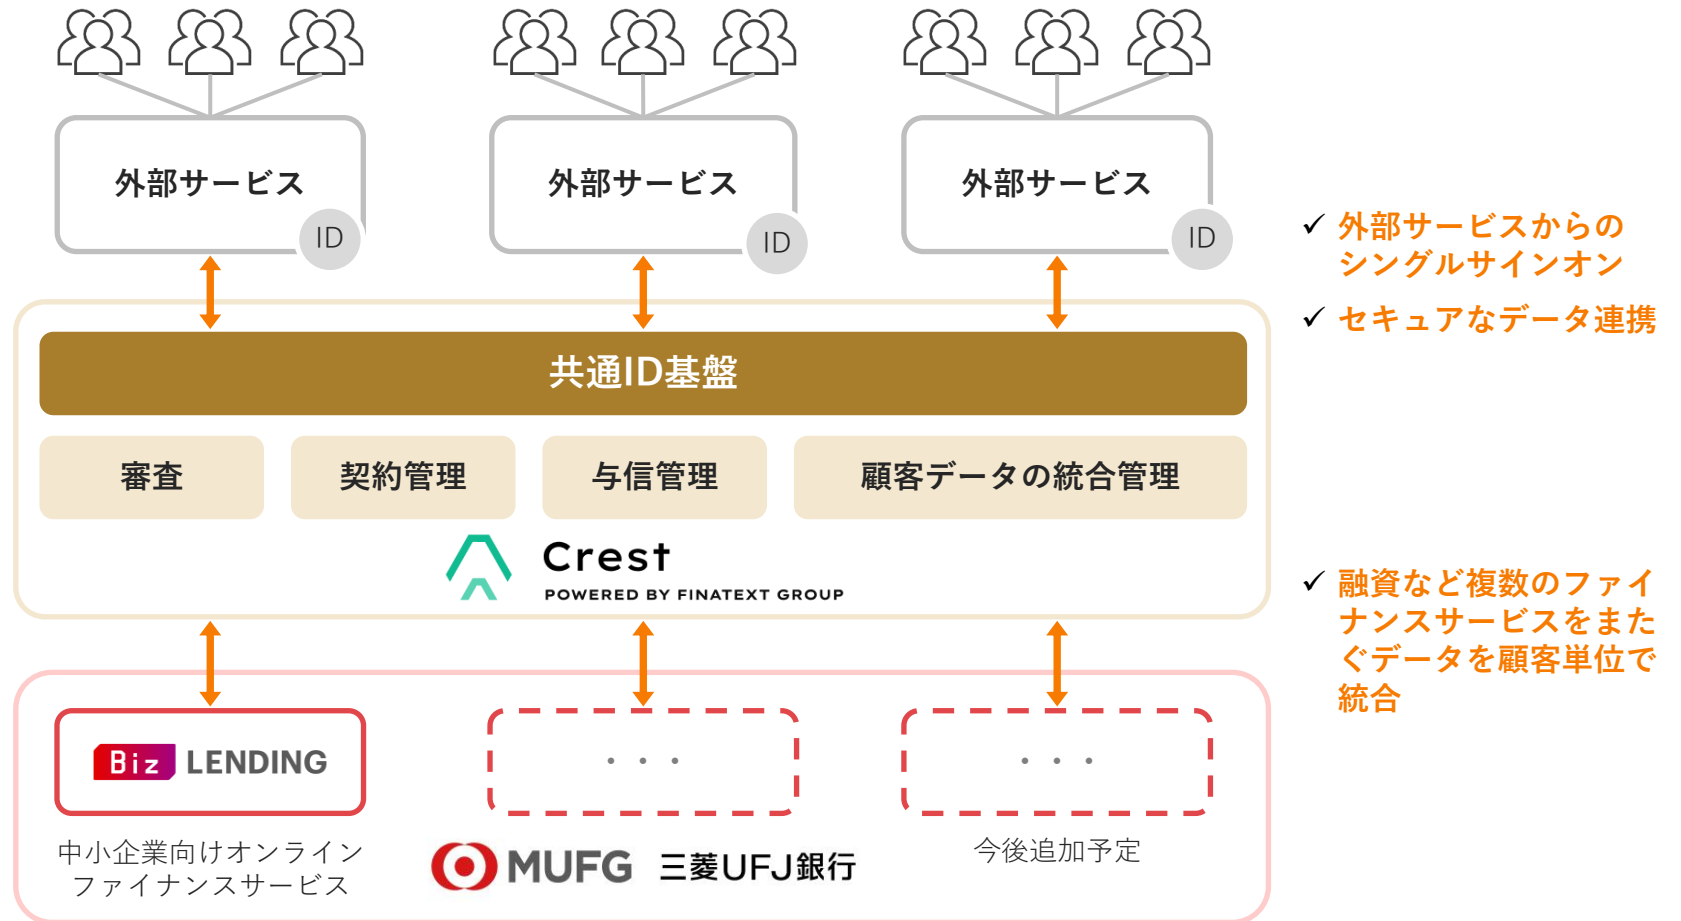 外部サービス
ID
外部サービス
ID
外部サービス
ID
✓ 外部サービスからの
シングルサインオン
✓ セキュアなデータ連携
共通ID基盤
審査
契約管理
与信管理
顧客データの統合管理
Crest
POWERED BY FINATEXT GROUP
✓ 融資など複数のファイ
ナンスサービスをまた
ぐデータを顧客単位で
統合
Biz LENDING
・・・
・・・
中小企業向けオンライン
ファイナンスサービス
MUFG 三菱UFJ銀行
今後追加予定